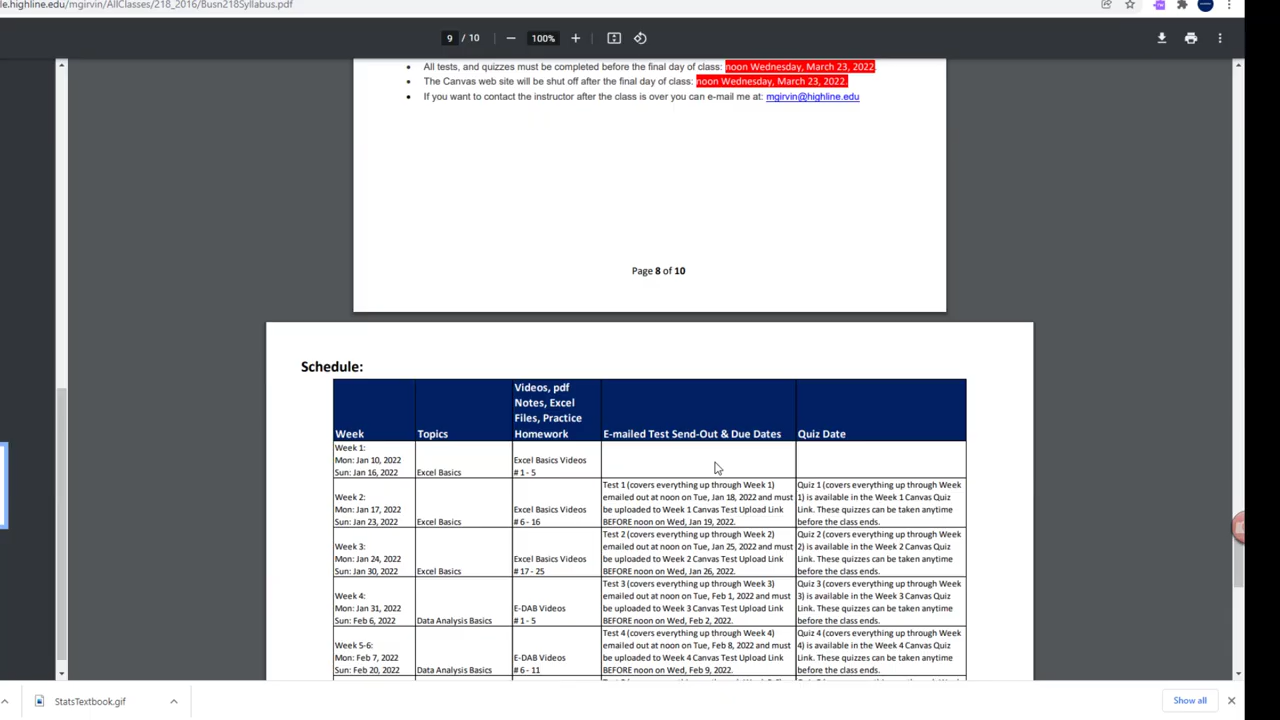 le.highline.edu/mgirvin/AllClasses/218_2016/Busn218Syllabus.pdf
9 / 10
100%
• All tests, and quizzes must be completed before the final day of class: noon Wednesday, March 23, 2022.
• The Canvas web site will be shut off after the final day of class: noon Wednesday, March 23, 2022.
• If you want to contact the instructor after the class is over you can e-mail me at: mgirvin@highline.edu
Page 8 of 10
Schedule:
Week
Topics
Videos, pdf
Notes, Excel
Files, Practice
Homework
E-mailed Test Send-Out & Due Dates
Quiz Date
Week 1:
Mon: Jan 10, 2022
Sun: Jan 16, 2022
Excel Basics
Excel Basics Videos
# 1 - 5
Week 2:
Mon: Jan 17, 2022
Sun: Jan 23, 2022
Excel Basics
Excel Basics Videos
# 6 - 16
Test 1 (covers everything up through Week 1)
emailed out at noon on Tue, Jan 18, 2022 and must
be uploaded to Week 1 Canvas Test Upload Link
BEFORE noon on Wed, Jan 19, 2022.
Quiz 1 (covers everything up through Week
1) is available in the Week 1 Canvas Quiz
Link. These quizzes can be taken anytime
before the class ends.
Week 3:
Mon: Jan 24, 2022
Sun: Jan 30, 2022
Excel Basics
Excel Basics Videos
# 17 - 25
Test 2 (covers everything up through Week 2)
emailed out at noon on Tue, Jan 25, 2022 and must
be uploaded to Week 2 Canvas Test Upload Link
BEFORE noon on Wed, Jan 26, 2022.
Quiz 2 (covers everything up through Week
2) is available in the Week 2 Canvas Quiz
Link. These quizzes can be taken anytime
before the class ends.
Week 4:
Mon: Jan 31, 2022
Sun: Feb 6, 2022
Data Analysis Basics
E-DAB Videos
# 1 - 5
Test 3 (covers everything up through Week 3)
emailed out at noon on Tue, Feb 1, 2022 and must
be uploaded to Week 3 Canvas Test Upload Link
BEFORE noon on Wed, Feb 2, 2022.
Quiz 3 (covers everything up through Week
3) is available in the Week 3 Canvas Quiz
Link. These quizzes can be taken anytime
before the class ends.
Week 5-6:
Mon: Feb 7, 2022
Sun: Feb 20, 2022
Data Analysis Basics
E-DAB Videos
# 6 - 11
Test 4 (covers everything up through Week 4)
emailed out at noon on Tue, Feb 8, 2022 and must
be uploaded to Week 4 Canvas Test Upload Link
BEFORE noon on Wed, Feb 9, 2022.
Quiz 4 (covers everything up through Week
4) is available in the Week 4 Canvas Quiz
Link. These quizzes can be taken anytime
before the class ends.
StatsTextbook.gif
Show all